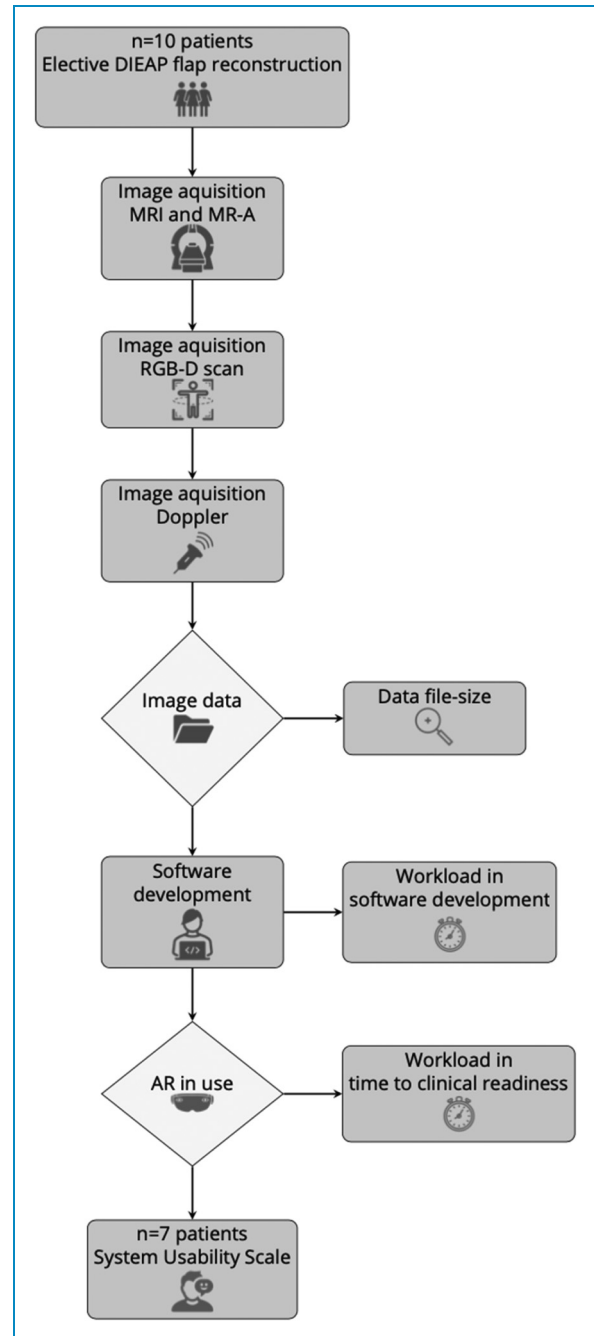 n=10 patients
Elective DIEAP flap reconstruction
Image aquisition
MRI and MR-A
Image aquisition
RGB-D scan
Image aquisition
Doppler
Image data
Data file-size
Software
development
</>
Workload in
software development
AR in use
Workload in
time to clinical readiness
n=7 patients
System Usability Scale